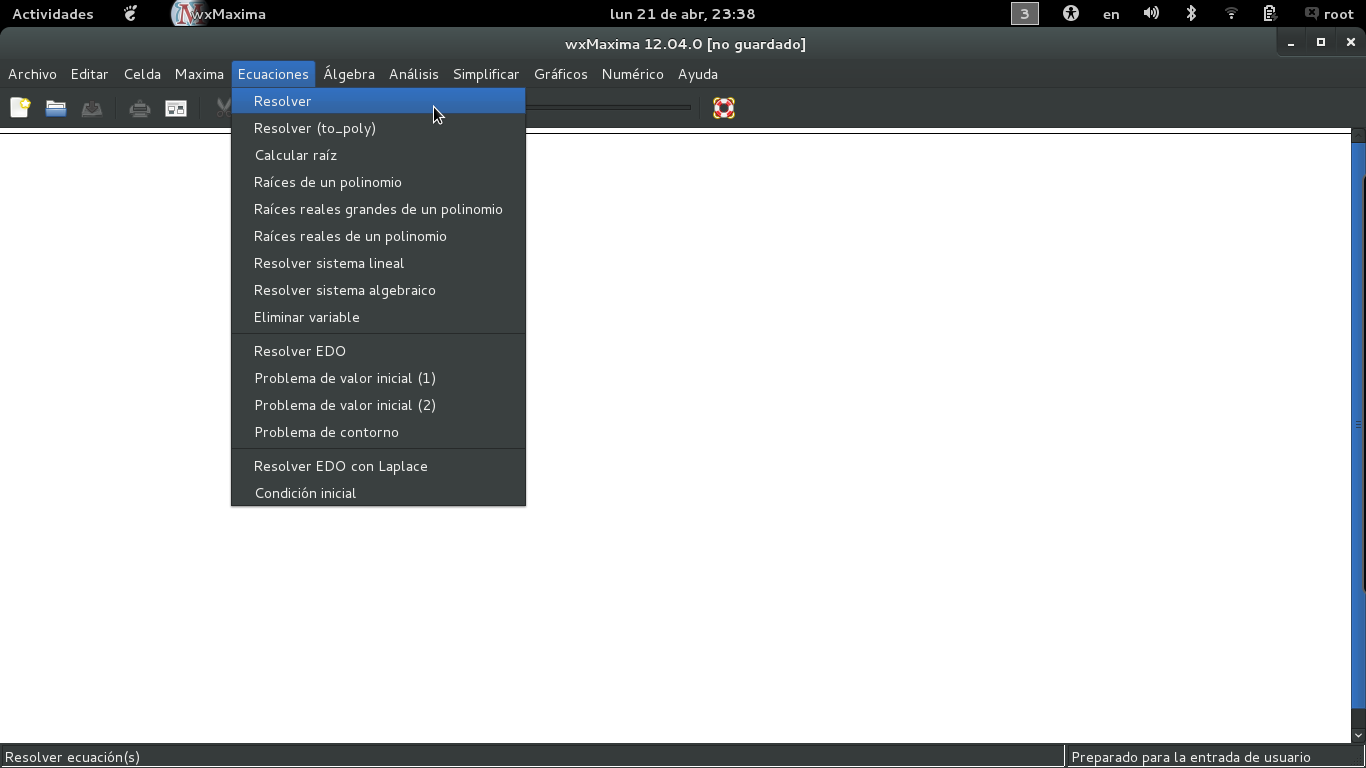 Actividades wxMaxima lun 21 de abr, 23:38 3 en root
wxMaxima 12.04.0 [no guardado]
Archivo Editar Celda Maxima Ecuaciones Álgebra Análisis Simplificar Gráficos Numérico Ayuda
Resolver
Resolver (to_poly)
Calcular raíz
Raíces de un polinomio
Raíces reales grandes de un polinomio
Raíces reales de un polinomio
Resolver sistema lineal
Resolver sistema algebraico
Eliminar variable
Resolver EDO
Problema de valor inicial (1)
Problema de valor inicial (2)
Problema de contorno
Resolver EDO con Laplace
Condición inicial
Resolver ecuación(s) Preparado para la entrada de usuario